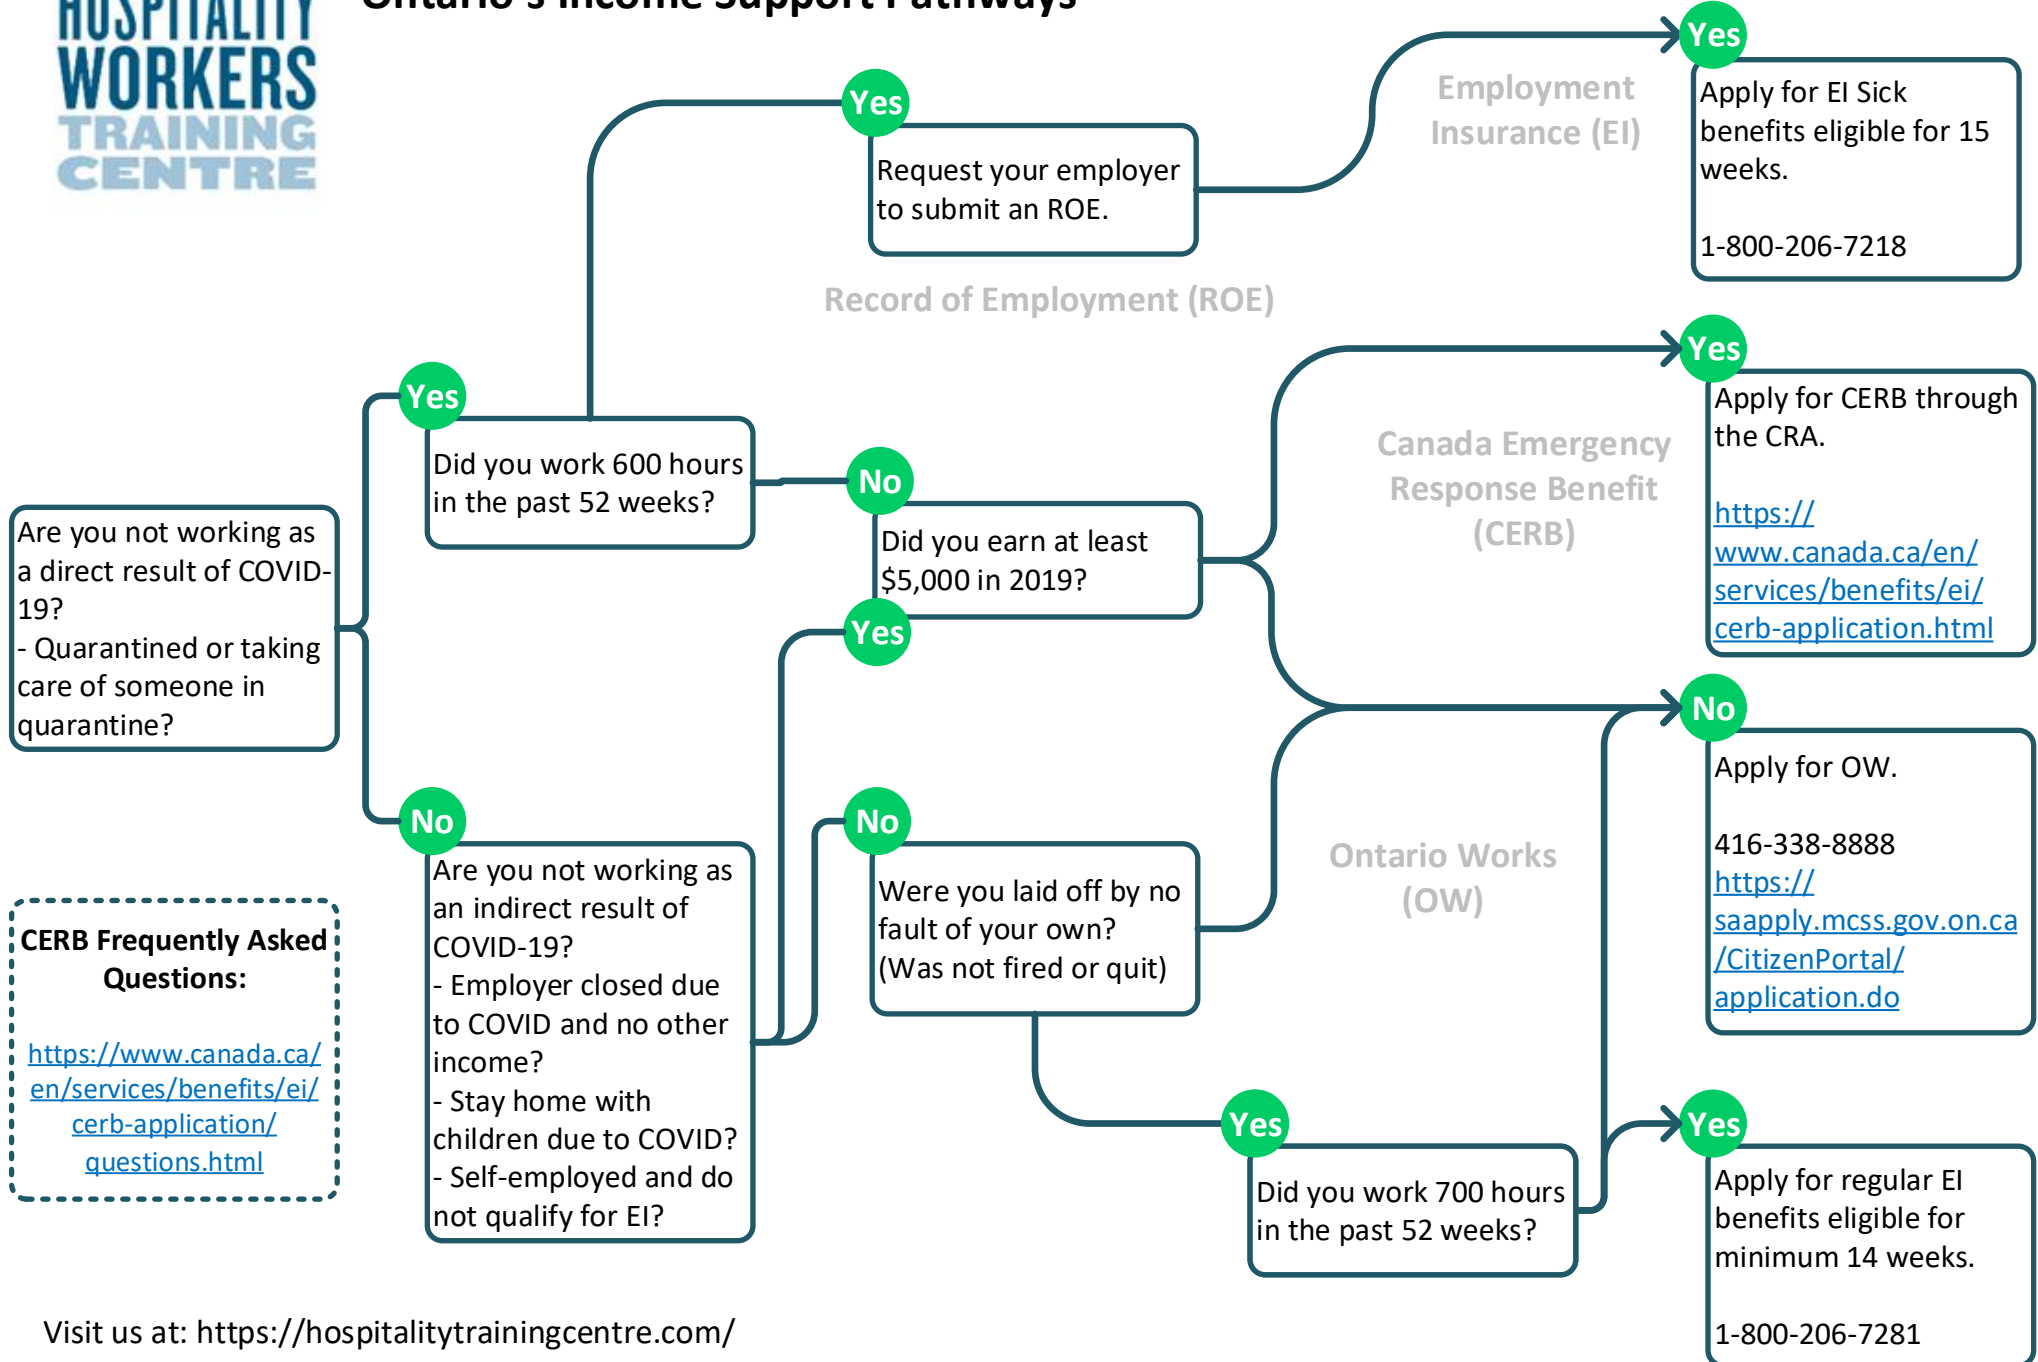 HOSPITALITY
WORKERS
TRAINING
CENTRE
Ontario's Income Support Pathways
Yes
Request your employer
to submit an ROE.
Record of Employment (ROE)
Employment
Insurance (EI)
Yes
Apply for EI Sick
benefits eligible for 15
weeks.
1-800-206-7218
Are you not working as
a direct result of COVID-
19?
- Quarantined or taking
care of someone in
quarantine?
Yes
Did you work 600 hours
in the past 52 weeks?
No
Did you earn at least
$5,000 in 2019?
Yes
Canada Emergency
Response Benefit
(CERB)
Yes
Apply for CERB through
the CRA.
https://
www.canada.ca/en/
services/benefits/ei/
cerb-application.html
No
Are you not working as
an indirect result of
COVID-19?
- Employer closed due
to COVID and no other
income?
- Stay home with
children due to COVID?
- Self-employed and do
not qualify for EI?
No
Were you laid off by no
fault of your own?
(Was not fired or quit)
Ontario Works
(OW)
No
Apply for OW.
416-338-8888
https://
saapply.mcss.gov.on.ca
/CitizenPortal/
application.do
Yes
Did you work 700 hours
in the past 52 weeks?
Yes
Apply for regular EI
benefits eligible for
minimum 14 weeks.
1-800-206-7281
CERB Frequently Asked
Questions:
https://www.canada.ca/
en/services/benefits/ei/
cerb-application/
questions.html
Visit us at: https://hospitalitytrainingcentre.com/